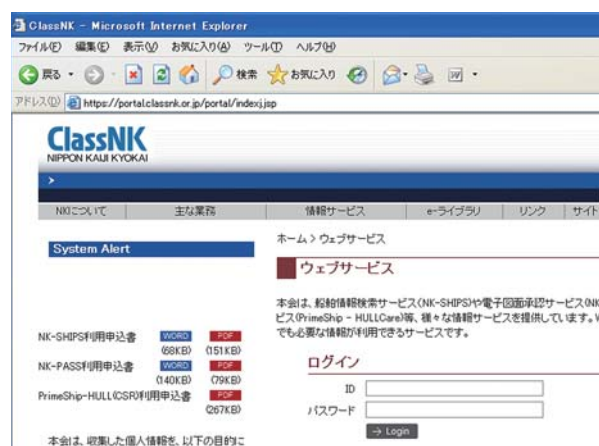 ClassNK - Microsoft Internet Explorer
ファイル(F) 編集(E) 表示(V) お気に入り(A) ツール(T) ヘルプ(H)
戻る 検索 お気に入り
アドレス(D) https://portal.classnk.or.jp/portal/index.jsp
ClassNK
NIPPON KAIJI KYOKAI
>
NKについて 主な業務 情報サービス e-ライブラリ リンク サイト
System Alert
ホーム > ウェブサービス
ウェブサービス
本会は、船舶情報検索サービス(NK-SHIPS)や電子図面承認サービス(NK
ビス(PrimeShip - HULLCare)等、様々な情報サービスを提供しています。
でも必要な情報が利用できるサービスです。
NK-SHIPS利用申込書 WORD PDF
(68KB) (151KB)
NK-PASS利用申込書 WORD PDF
(140KB) (79KB)
PrimeShip-HULL(CSR)利用申込書 PDF
(267KB)
ログイン
ID
パスワード
→ Login
本会は、収集した個人情報を、以下の目的に